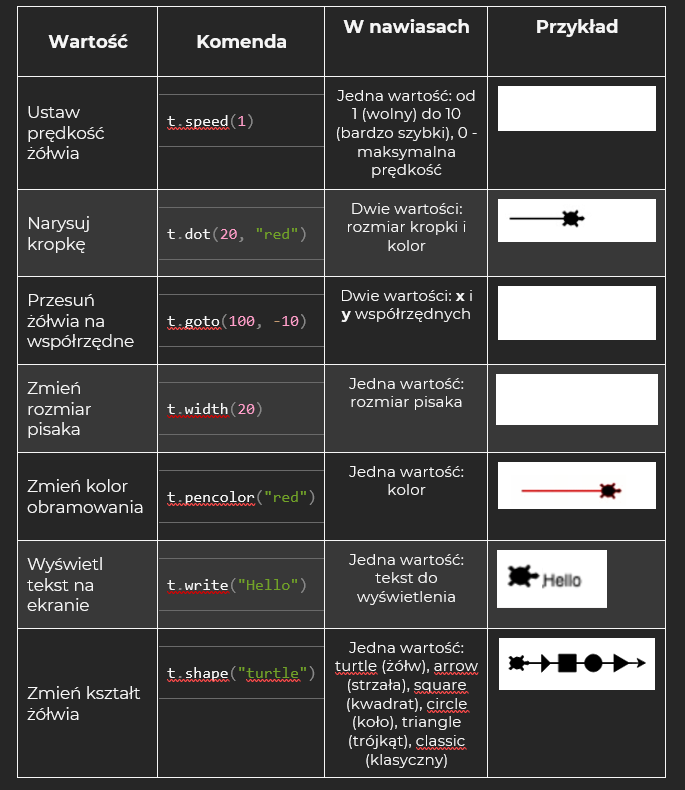 Wartość
Komenda
W nawiasach
Przykład
Ustaw
prędkość
żółwia
t.speed(1)
Jedna wartość: od
1 (wolny) do 10
(bardzo szybki), 0 -
maksymalna
prędkość
Narysuj
kropkę
t.dot(20, "red")
Dwie wartości:
rozmiar kropki i
kolor
Przesuń
żółwia na
współrzędne
t.goto(100, -10)
Dwie wartości: x i
y współrzędnych
Zmień
rozmiar
pisaka
t.width(20)
Jedna wartość:
rozmiar pisaka
Zmień kolor
obramowania
t.pencolor("red")
Jedna wartość:
kolor
Wyświetl
tekst na
ekranie
t.write("Hello")
Jedna wartość:
tekst do
wyświetlenia
Hello
Zmień kształt
żółwia
t.shape("turtle")
Jedna wartość:
turtle (żółw), arrow
(strzała), square
(kwadrat), circle
(koło), triangle
(trójkąt), classic
(klasyczny)